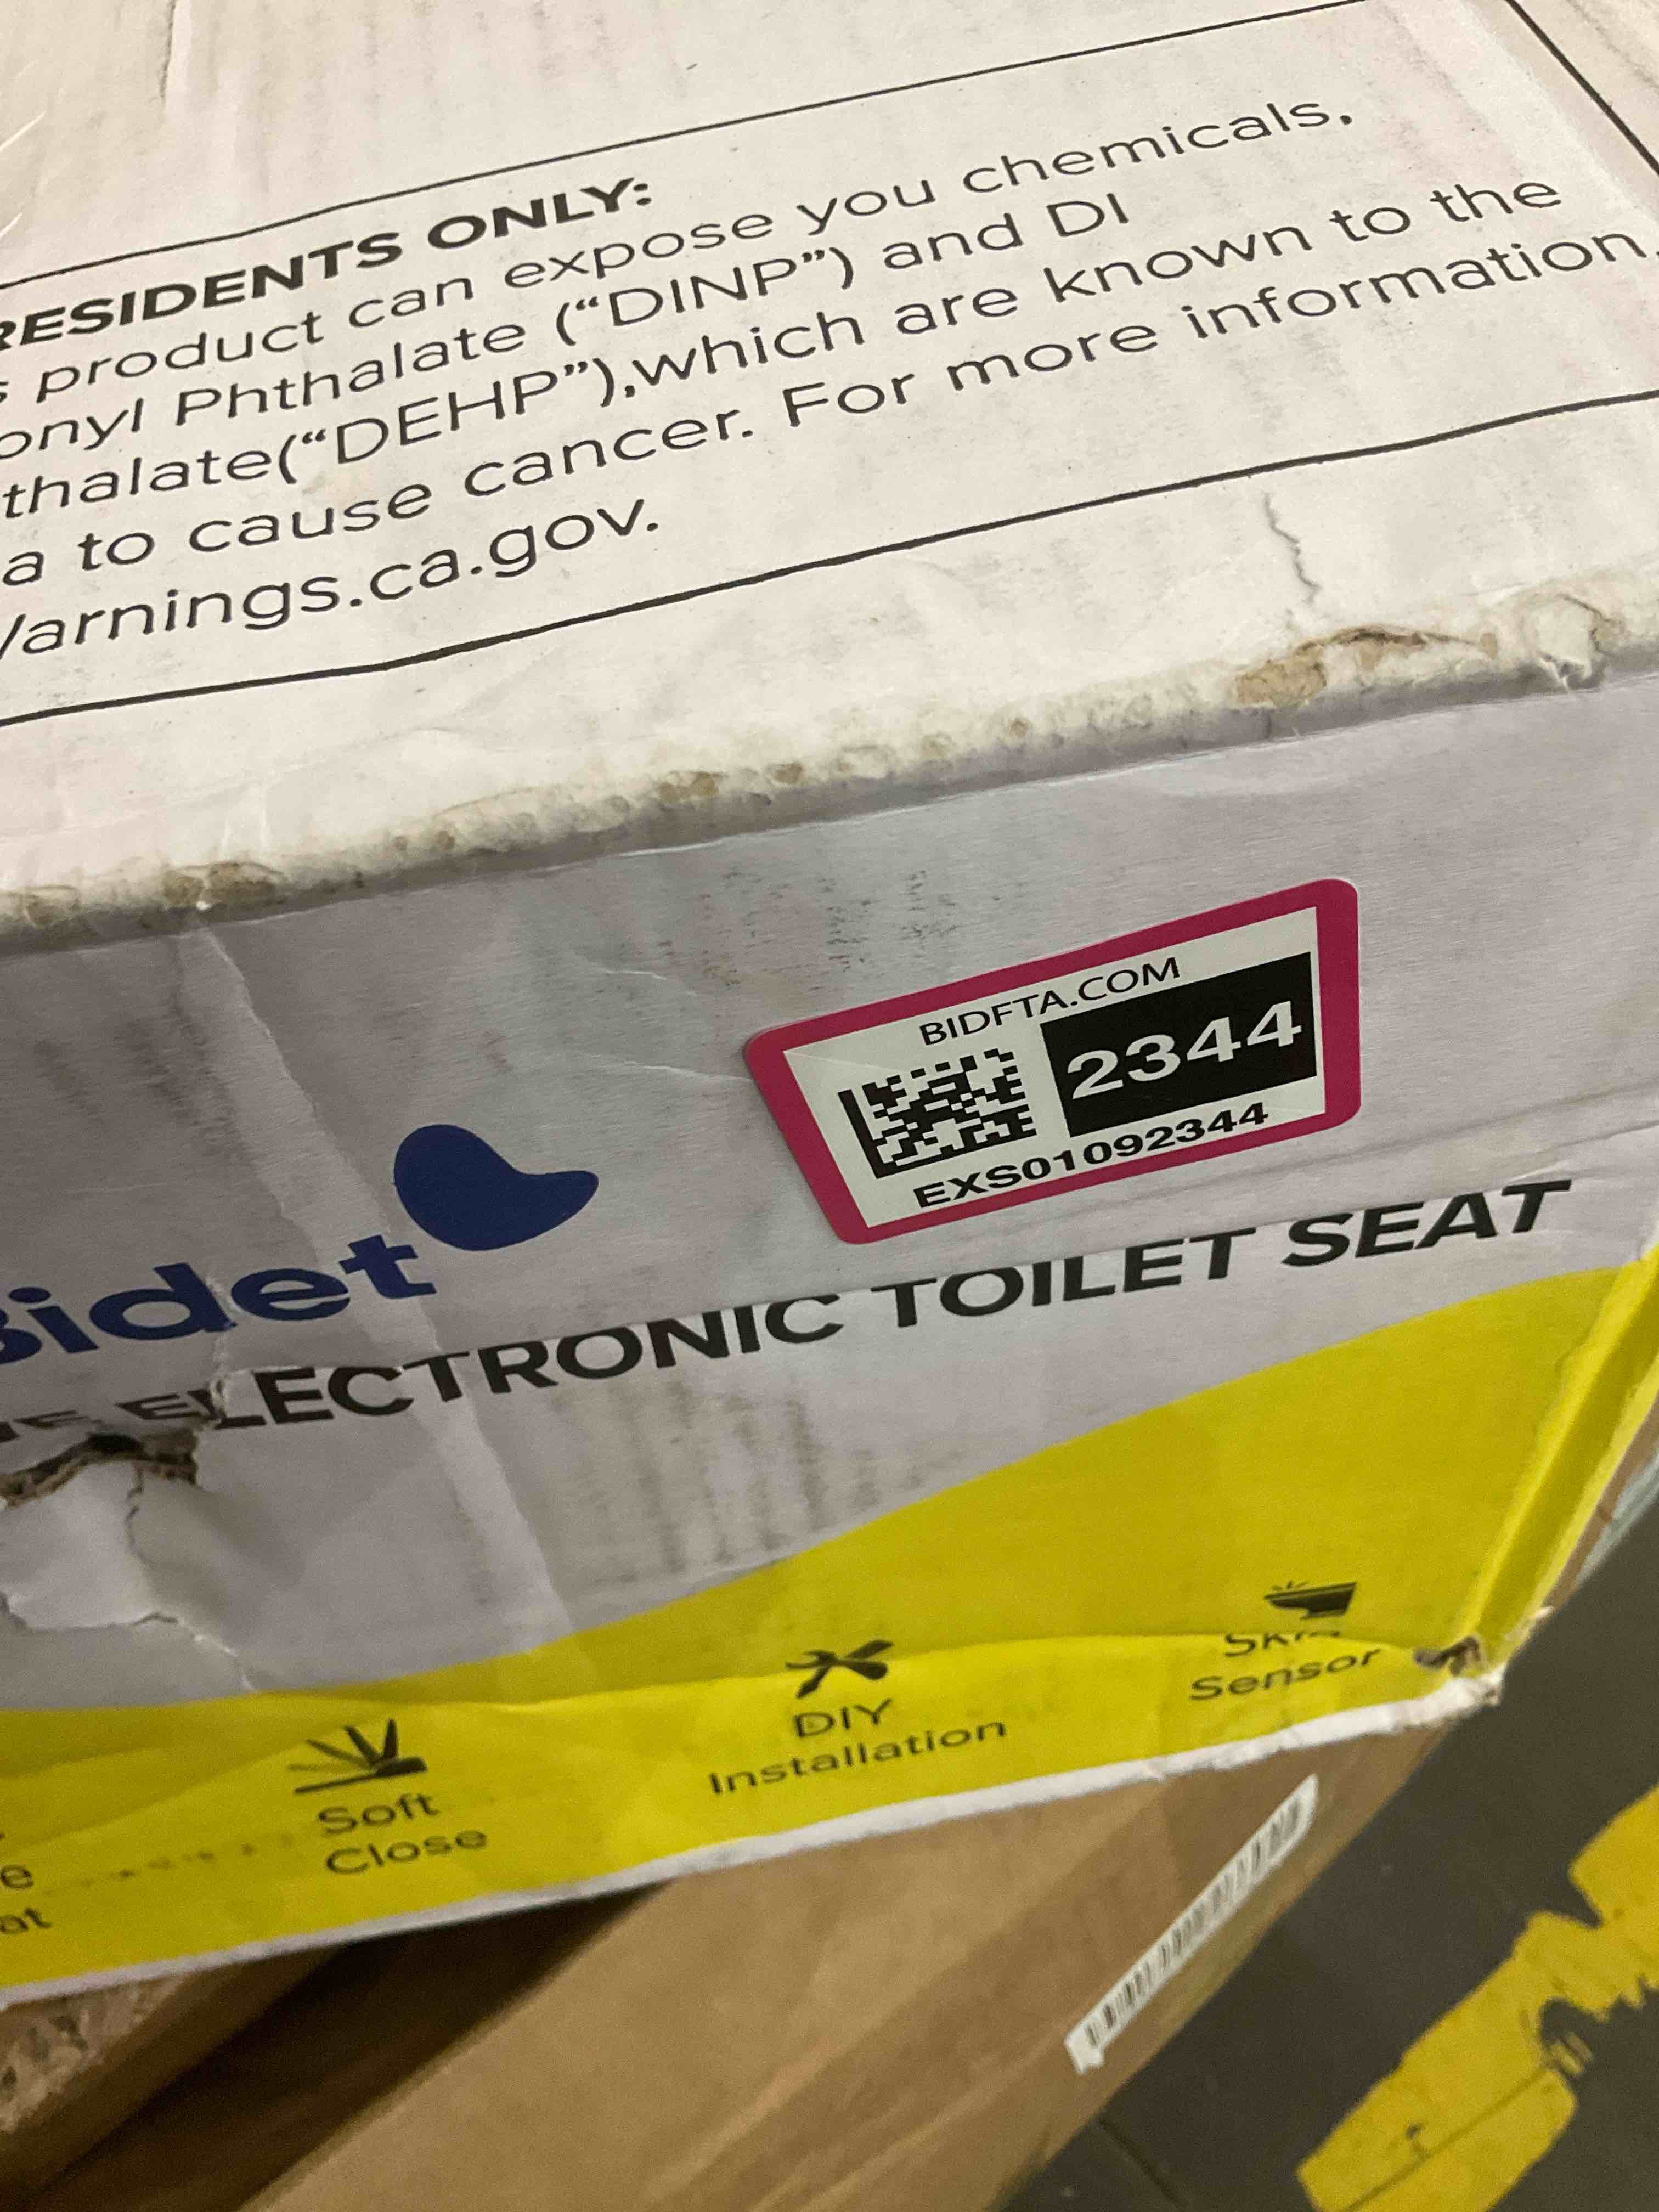 RESIDENTS ONLY:
product can expose you chemicals,
onyl Phthalate (“DINP”) and DI
thalate(“DEHP”),which are known to the
a to cause cancer. For more information,
arnings.ca.gov.
BIDFTA.COM
2344
EXS01092344
Bidet
ELECTRONIC TOILET SEAT
Soft
Close
DIY
Installation
Skin
Sensor
e
at